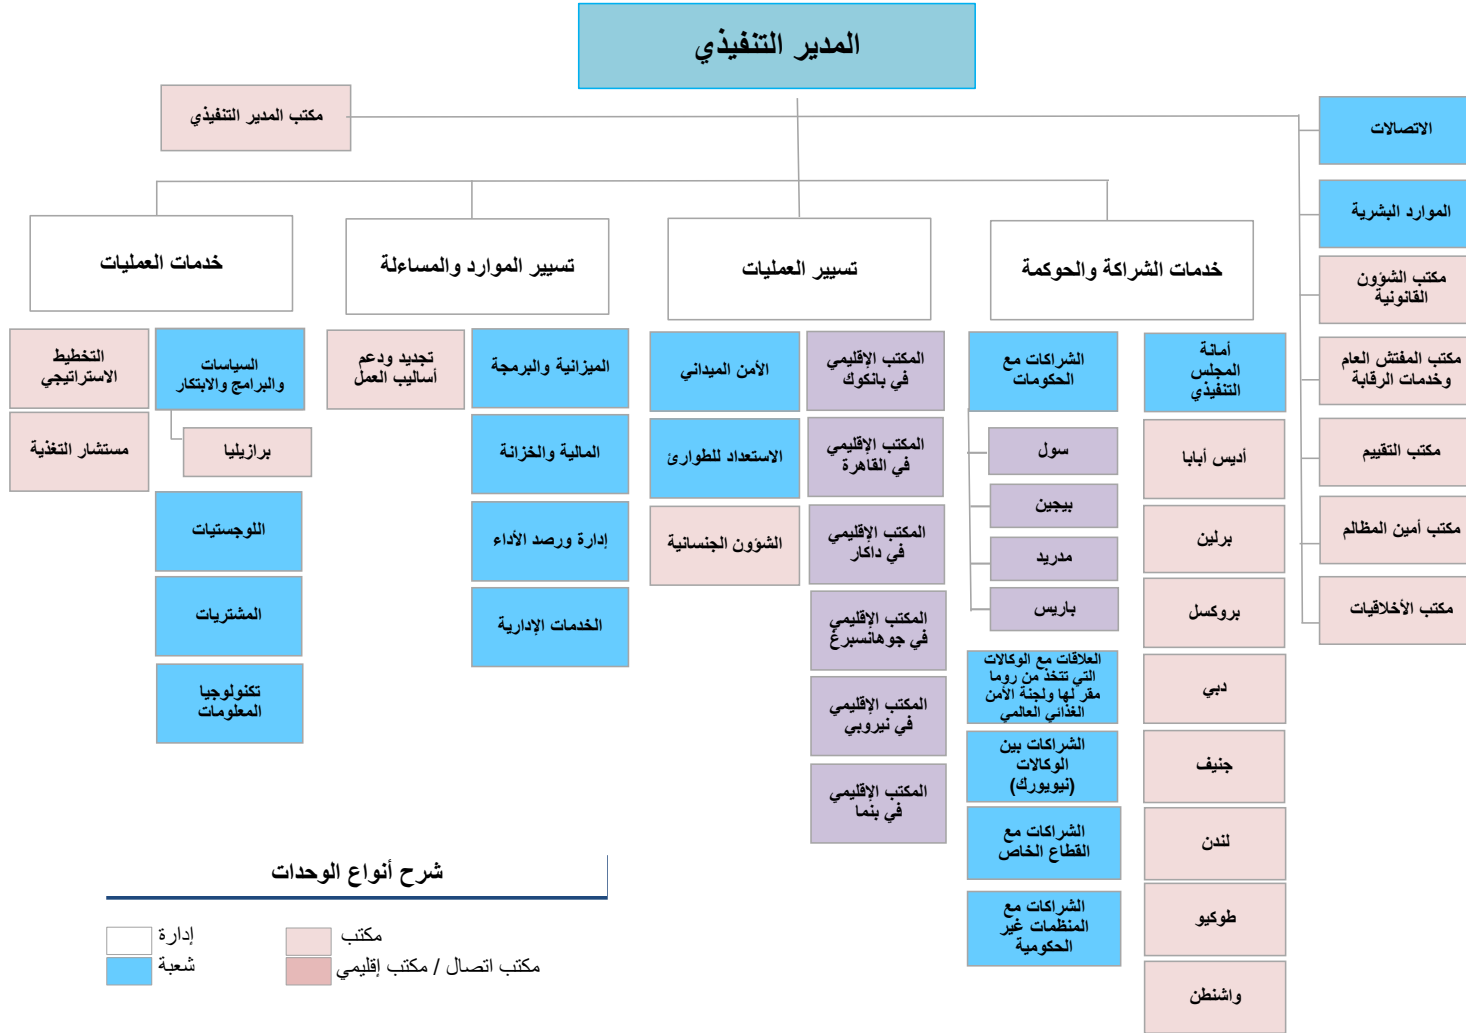 المدير التنفيذي
مكتب المدير التنفيذي
الاتصالات
الموارد البشرية
مكتب الشؤون
القانونية
مكتب المفتش العام
وخدمات الرقابة
مكتب التقييم
مكتب أمين المظالم
مكتب الأخلاقيات
خدمات الشراكة والحوكمة
أمانة
المجلس
التنفيذي
أديس أبابا
برلين
بروكسل
دبي
جنيف
لندن
طوكيو
واشنطن
الشراكات مع
الحكومات
سول
بيجين
مدريد
باريس
العلاقات مع الوكالات
التي تتخذ من روما
مقر لها ولجنة الأمن
الغذائي العالمي
الشراكات بين
الوكالات
(نيويورك)
الشراكات مع
القطاع الخاص
الشراكات مع
المنظمات غير
الحكومية
تسيير العمليات
المكتب الإقليمي
في بانكوك
المكتب الإقليمي
في القاهرة
المكتب الإقليمي
في داكار
المكتب الإقليمي
في جوهانسبرغ
المكتب الإقليمي
في نيروبي
المكتب الإقليمي
في بنما
الأمن الميداني
الاستعداد للطوارئ
الشؤون الجنسانية
تسيير الموارد والمساءلة
الميزانية والبرمجة
المالية والخزانة
إدارة ورصد الأداء
الخدمات الإدارية
تجديد ودعم
أساليب العمل
خدمات العمليات
السياسات
والبرامج والابتكار
برازيليا
اللوجستيات
المشتريات
تكنولوجيا
المعلومات
التخطيط
الاستراتيجي
مستشار التغذية
شرح أنواع الوحدات
مكتب
إدارة
مكتب اتصال / مكتب إقليمي
شعبة